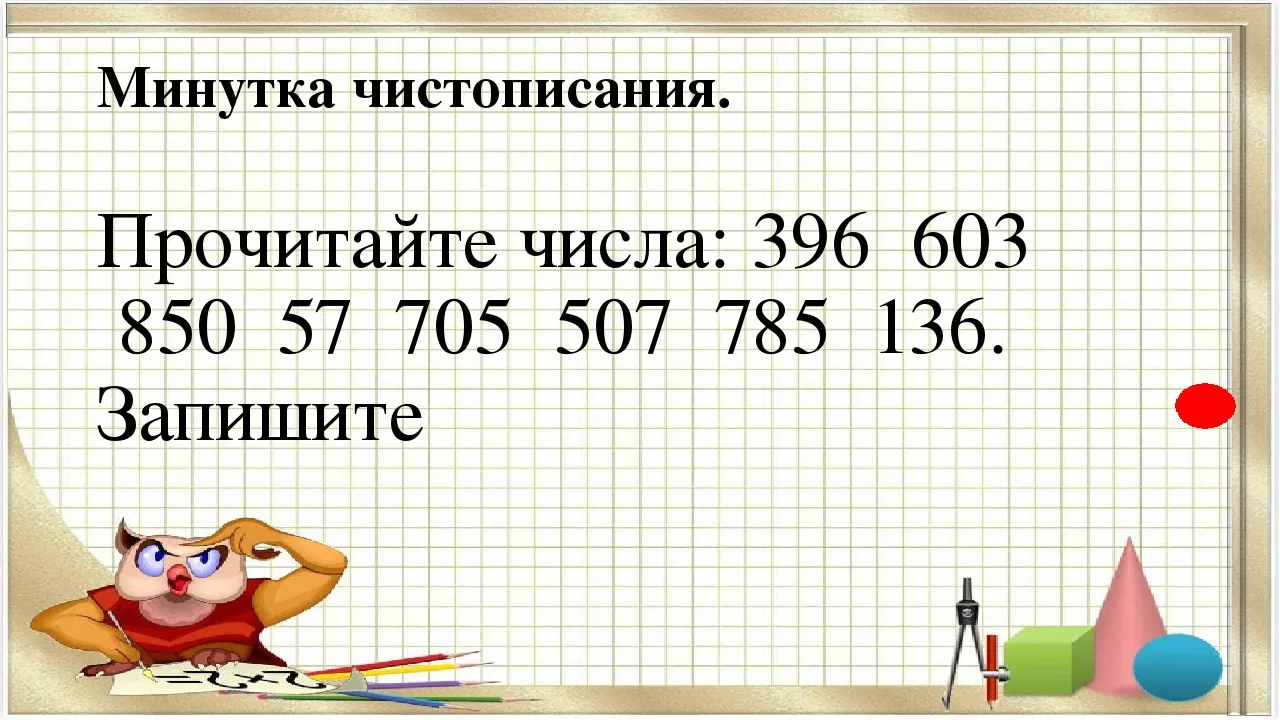 Минутка чистописания.
Прочитайте числа: 396 603
850 57 705 507 785 136.
Запишите